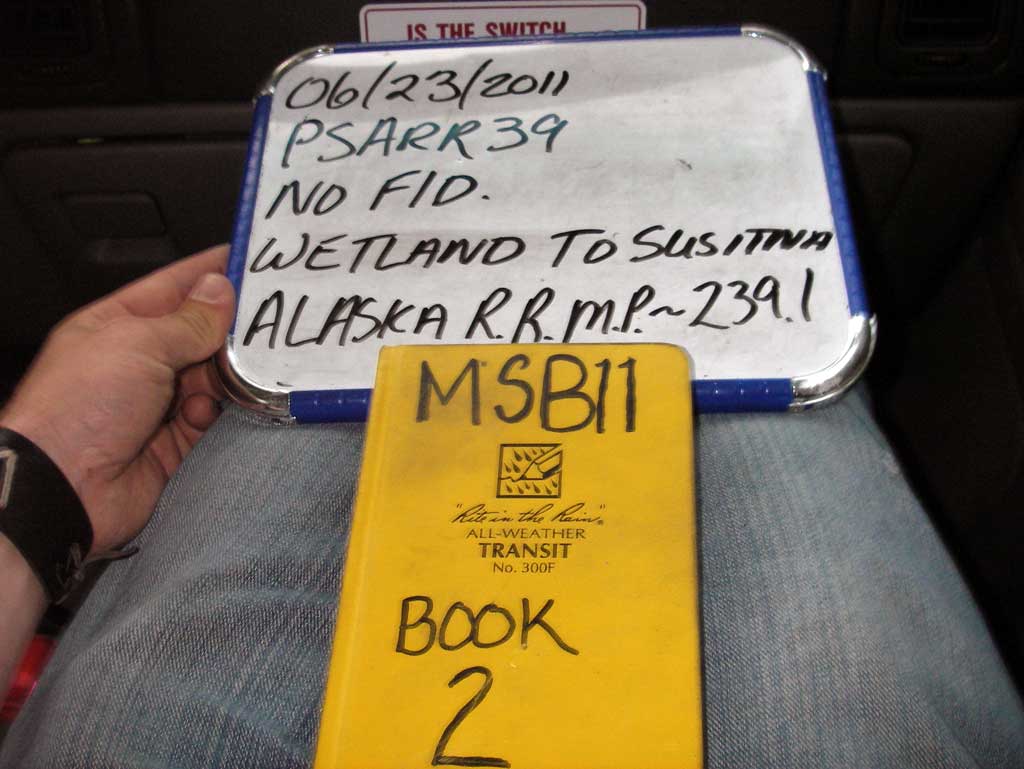 IS THE SWITCH
06/23/2011
PSARR39
NO FID.
WETLAND TO SUSITNA
ALASKA R.R. M.P.~239.1
MSB11
"Rite in the Rain"®
ALL-WEATHER
TRANSIT
No. 300F
BOOK
2